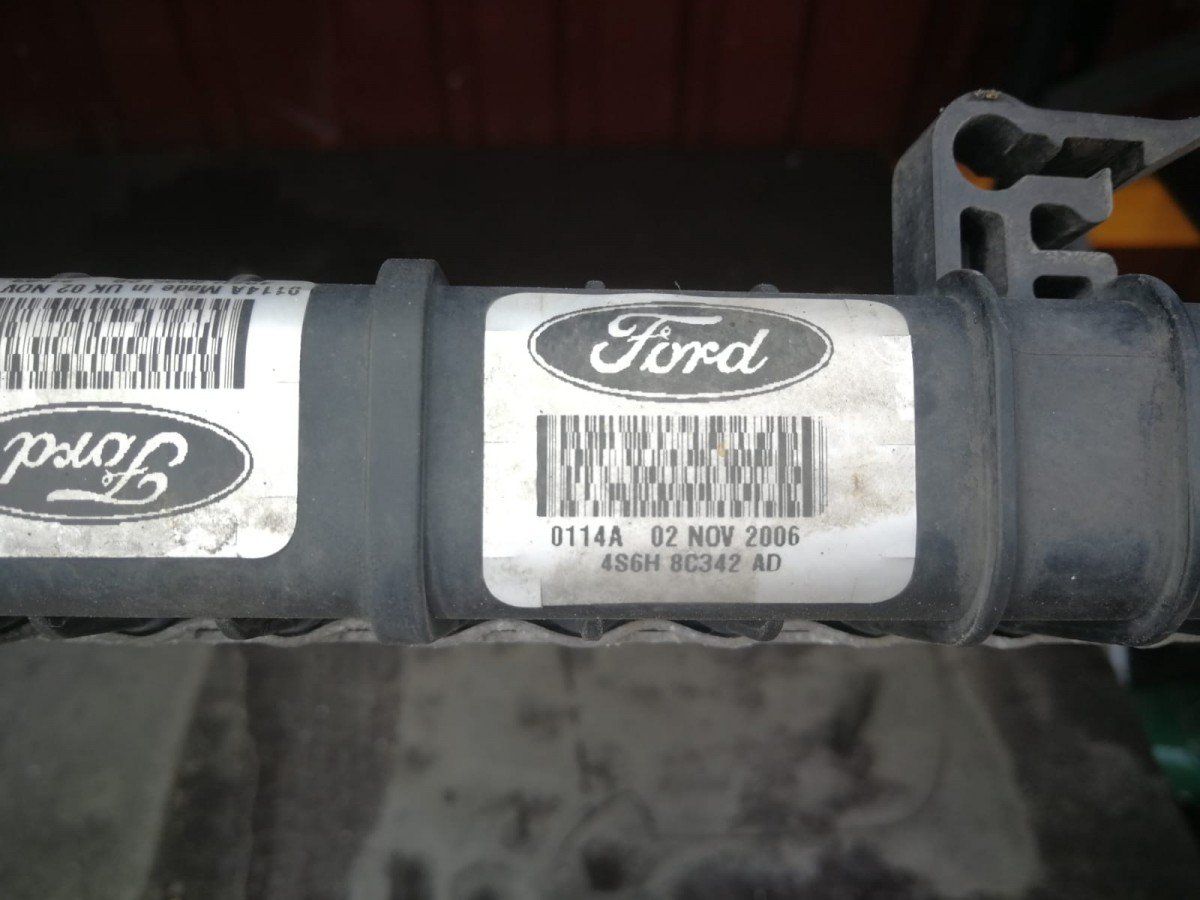 0114A Made in UK 02 NOV
Ford
Ford
0114A 02 NOV 2006
4S6H 8C342 AD